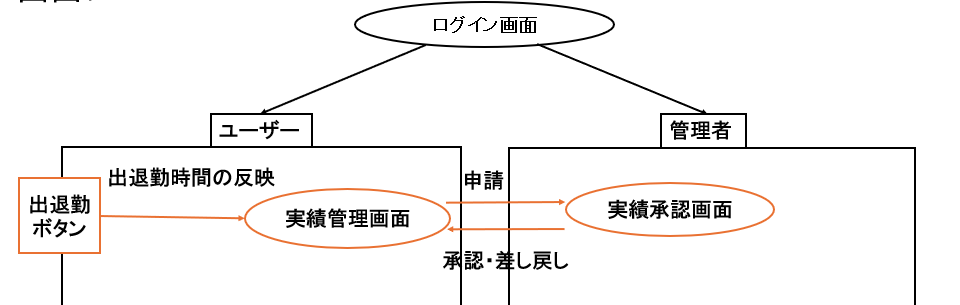 ログイン画面
ユーザー
管理者
出退勤時間の反映
申請
出退勤
ボタン
実績管理画面
実績承認画面
承認・差し戻し